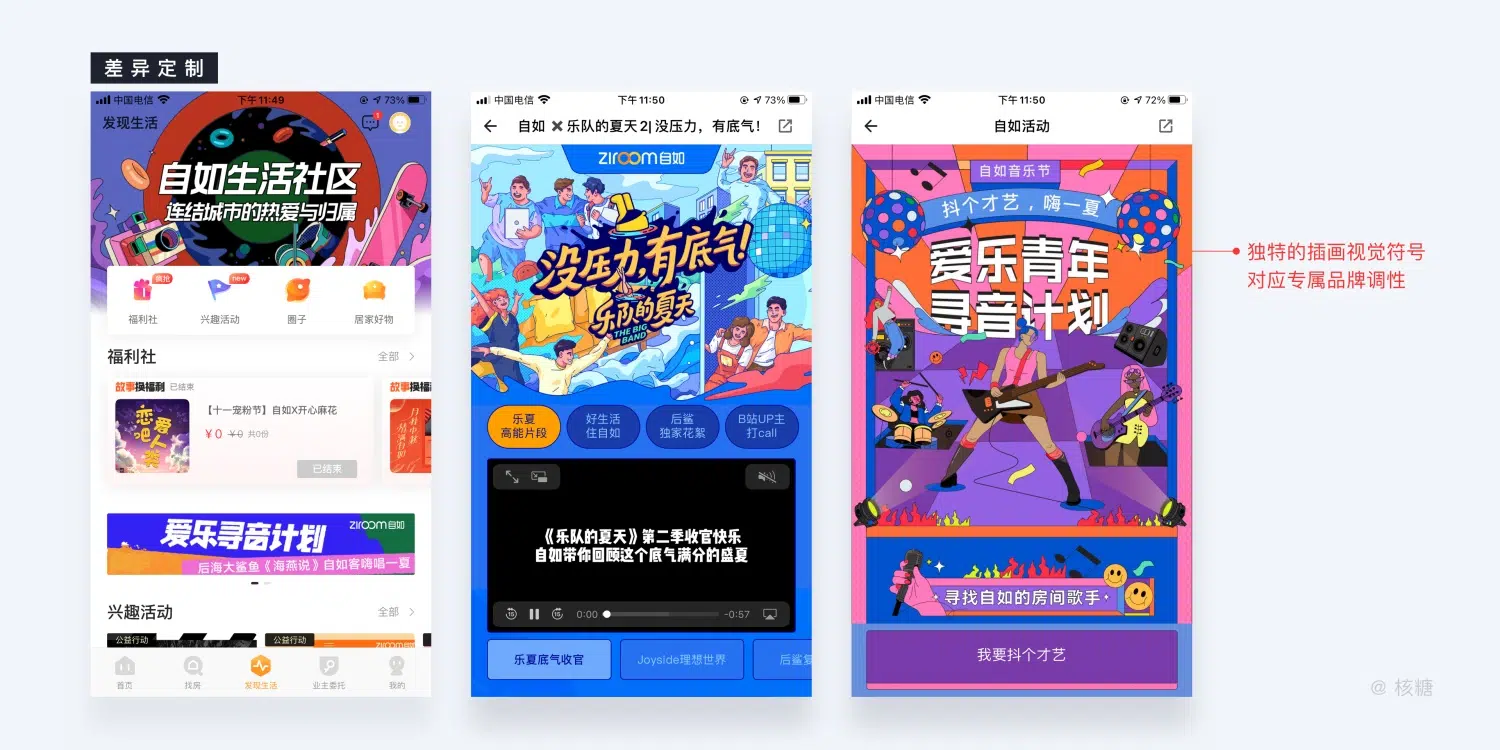 差异定制
中国电信
下午11:49
73%
发现生活
1
自如生活社区
连结城市的热爱与归属
疯抢
new
福利社
兴趣活动
圈子
居家好物
福利社
全部
故事换福利 已结束
恋爱吧人类
【十一宠粉节】自如X开心麻花
¥0 ¥0 共0份
已结束
故事换福利
爱乐寻音计划
ziroom自如
后海大鲨鱼《海燕说》自如客嗨唱一夏
兴趣活动
全部
公益行动
公益行动
ziroom
首页
找房
发现生活
业主委托
我的
中国电信
下午11:50
73%
自如 ✖ 乐队的夏天2| 没压力，有底气！
ziroom自如
没压力,有底气!
乐队的夏天
THE BIG
BAND
乐夏
高能片段
好生活
住自如
后鲨
独家花絮
B站UP主
打call
《乐队的夏天》第二季收官快乐
自如带你回顾这个底气满分的盛夏
15
15
0:00
-0:57
乐夏底气收官
Joyside理想世界
后鲨复
中国电信
下午11:50
72%
自如活动
自如音乐节
抖个才艺，嗨一夏
爱乐青年
寻音计划
寻找自如的房间歌手
我要抖个才艺
独特的插画视觉符号
对应专属品牌调性
@ 核糖